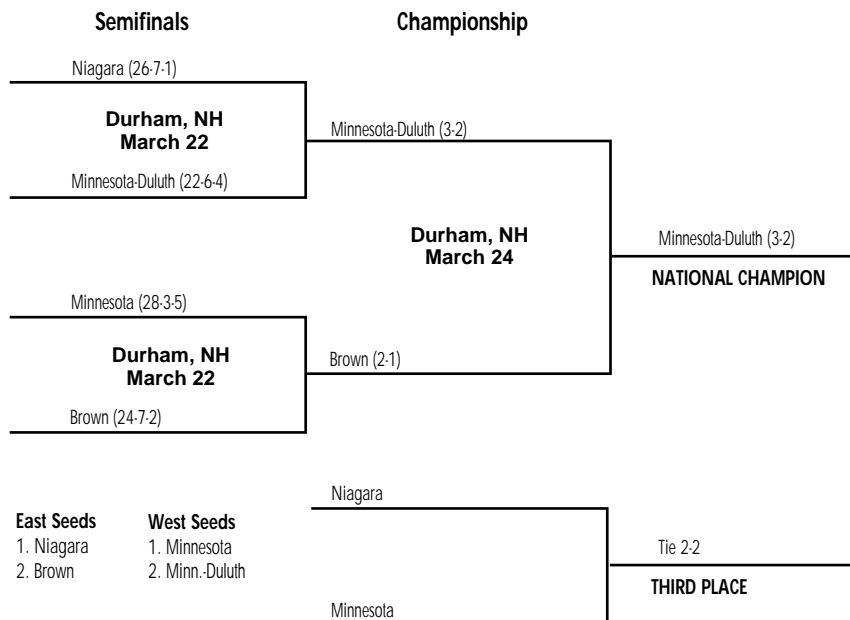 Semifinals
Championship
Niagara (26-7-1)
Durham, NH
March 22
Minnesota-Duluth (22-6-4)
Minnesota-Duluth (3-2)
Durham, NH
March 24
Minnesota-Duluth (3-2)
NATIONAL CHAMPION
Minnesota (28-3-5)
Durham, NH
March 22
Brown (24-7-2)
Brown (2-1)
East Seeds
1. Niagara
2. Brown
West Seeds
1. Minnesota
2. Minn.-Duluth
Niagara
Tie 2-2
THIRD PLACE
Minnesota